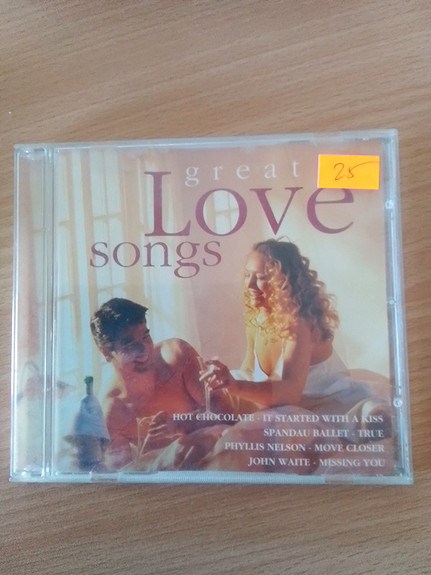 great
25
Love
songs
HOT CHOCOLATE - IT STARTED WITH A KISS
SPANDAU BALLET - TRUE
PHYLLIS NELSON - MOVE CLOSER
JOHN WAITE - MISSING YOU